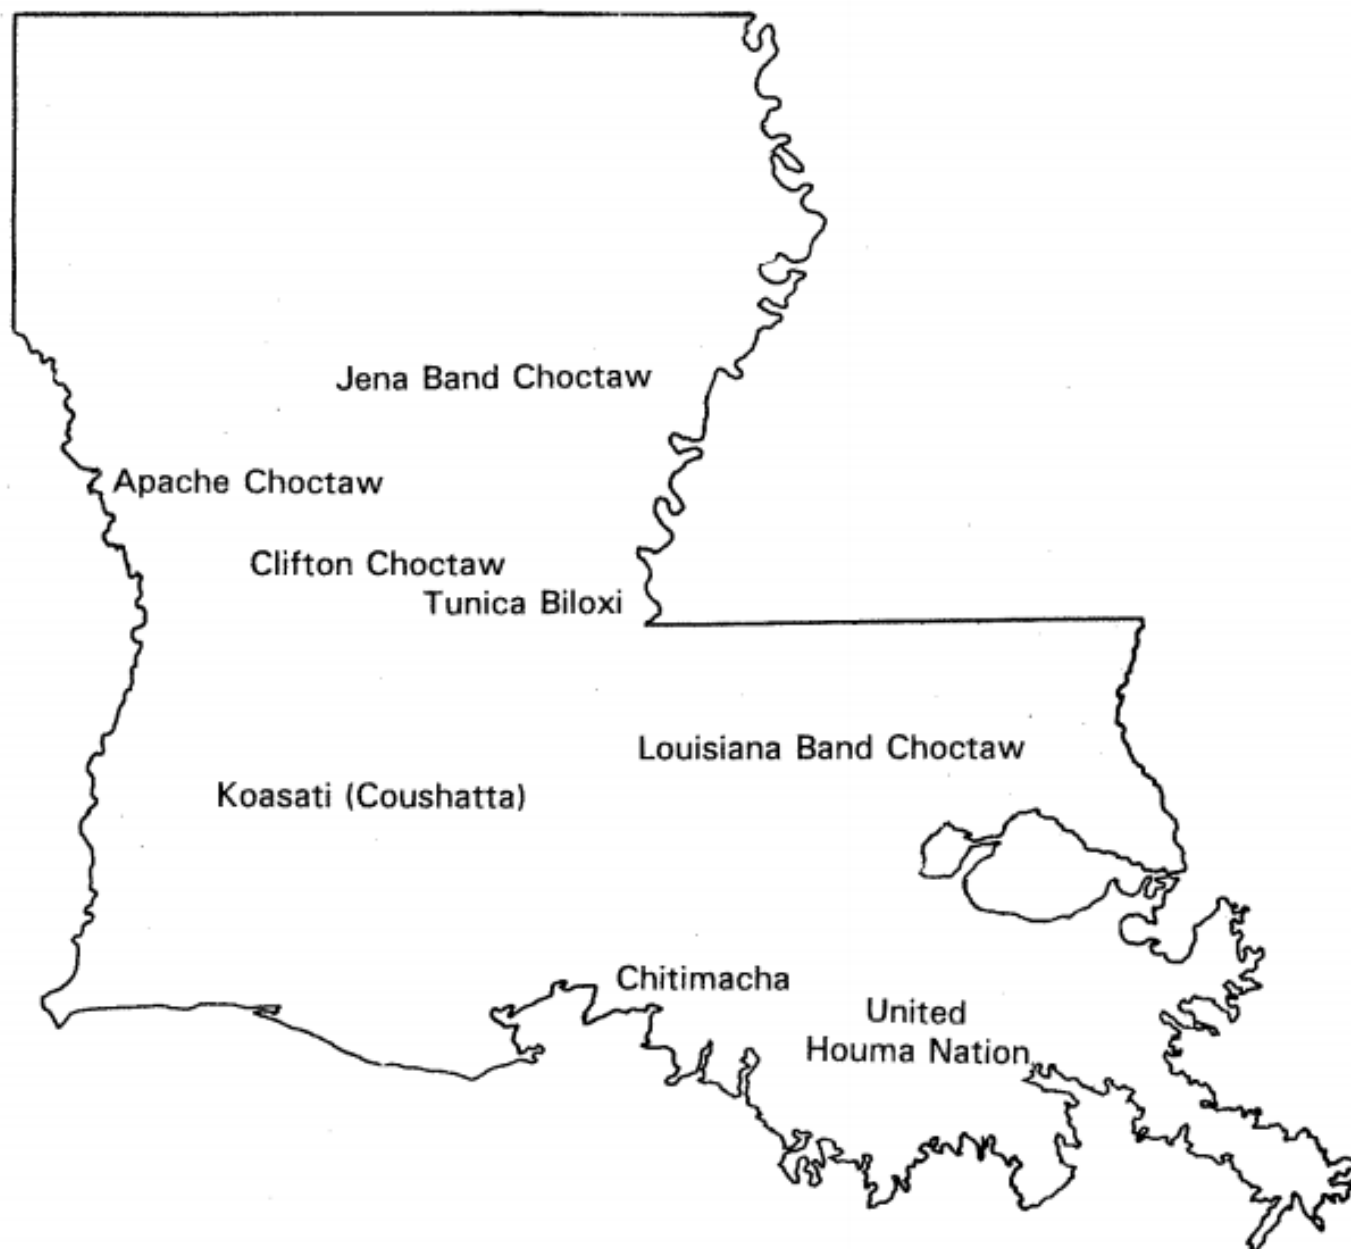 Jena Band Choctaw
Apache Choctaw
Clifton Choctaw
Tunica Biloxi
Louisiana Band Choctaw
Koasati (Coushatta)
Chitimacha
United
Houma Nation